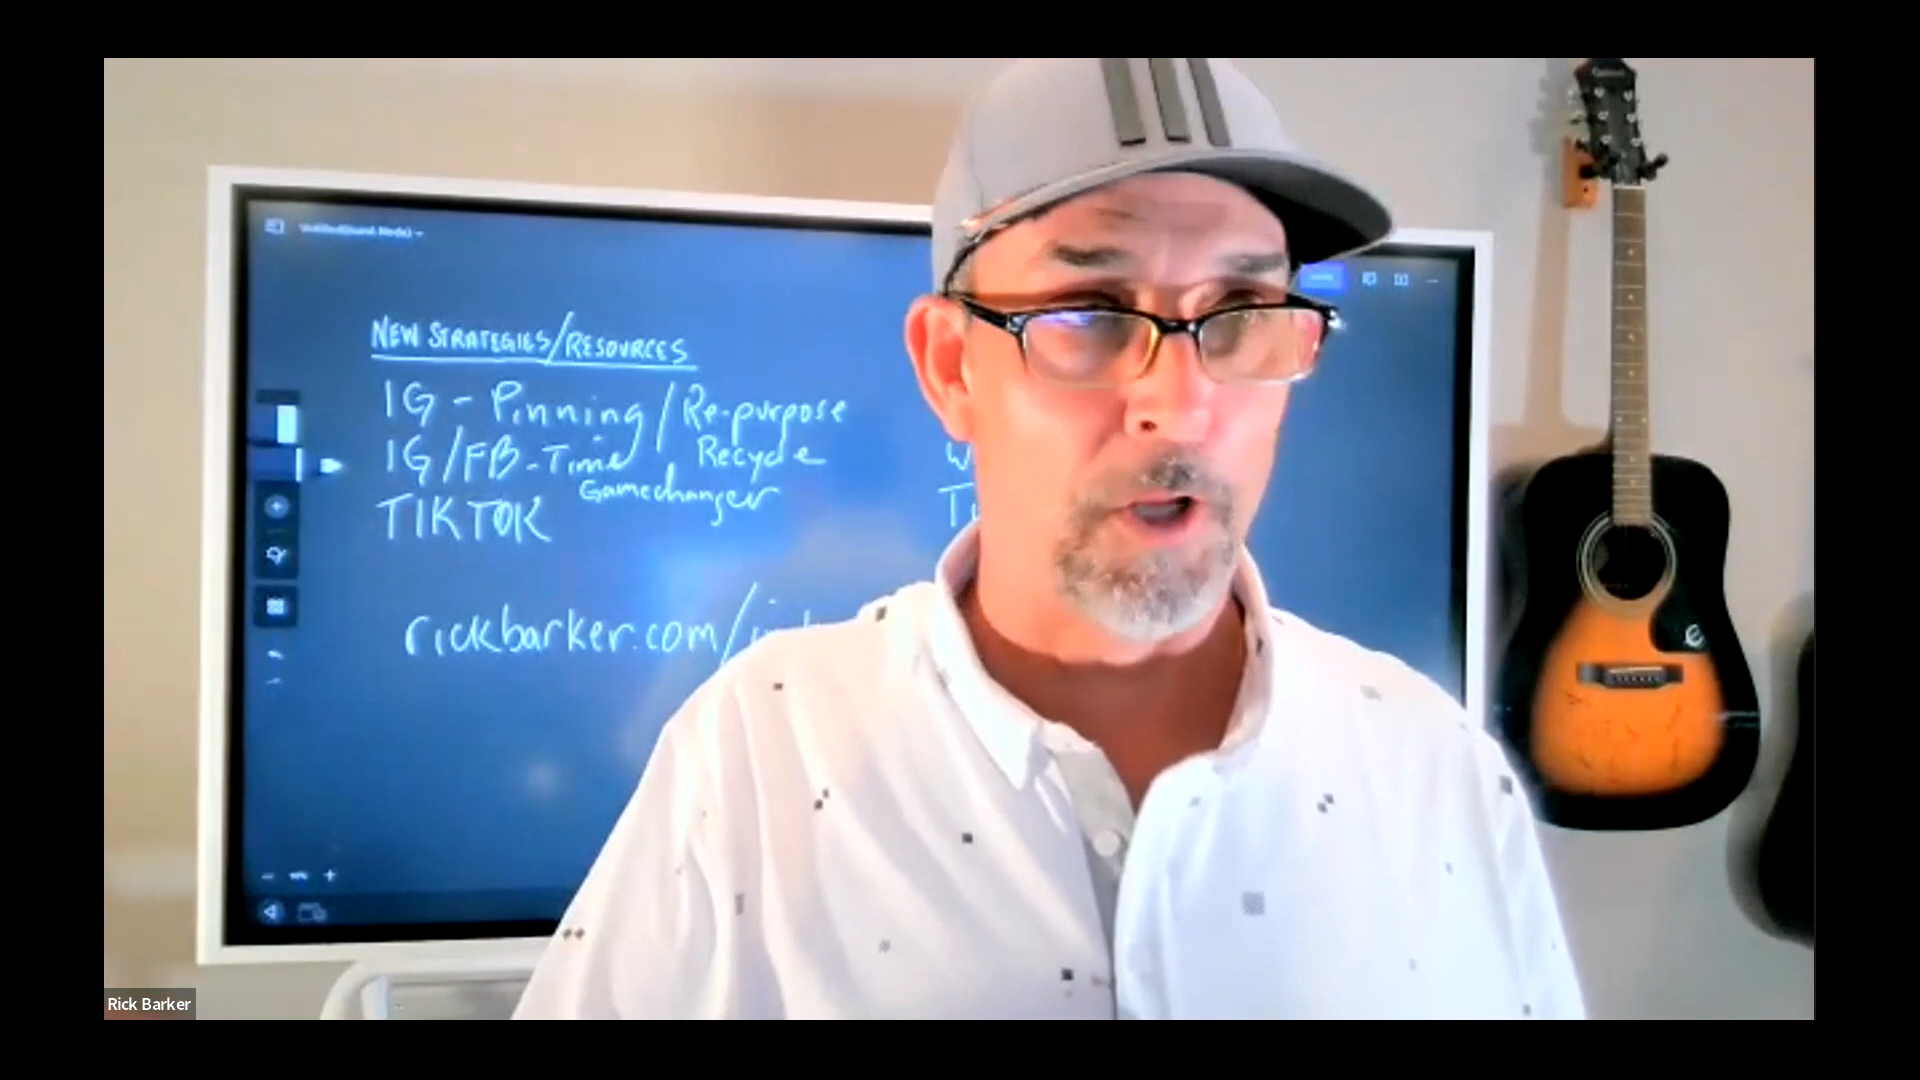 NEW STRATEGIES/RESOURCES
IG - Pinning/Re-purpose
Recycle
IG/FB - Time
Gamechanger
TIKTOK
rickbarker.com/
Rick Barker